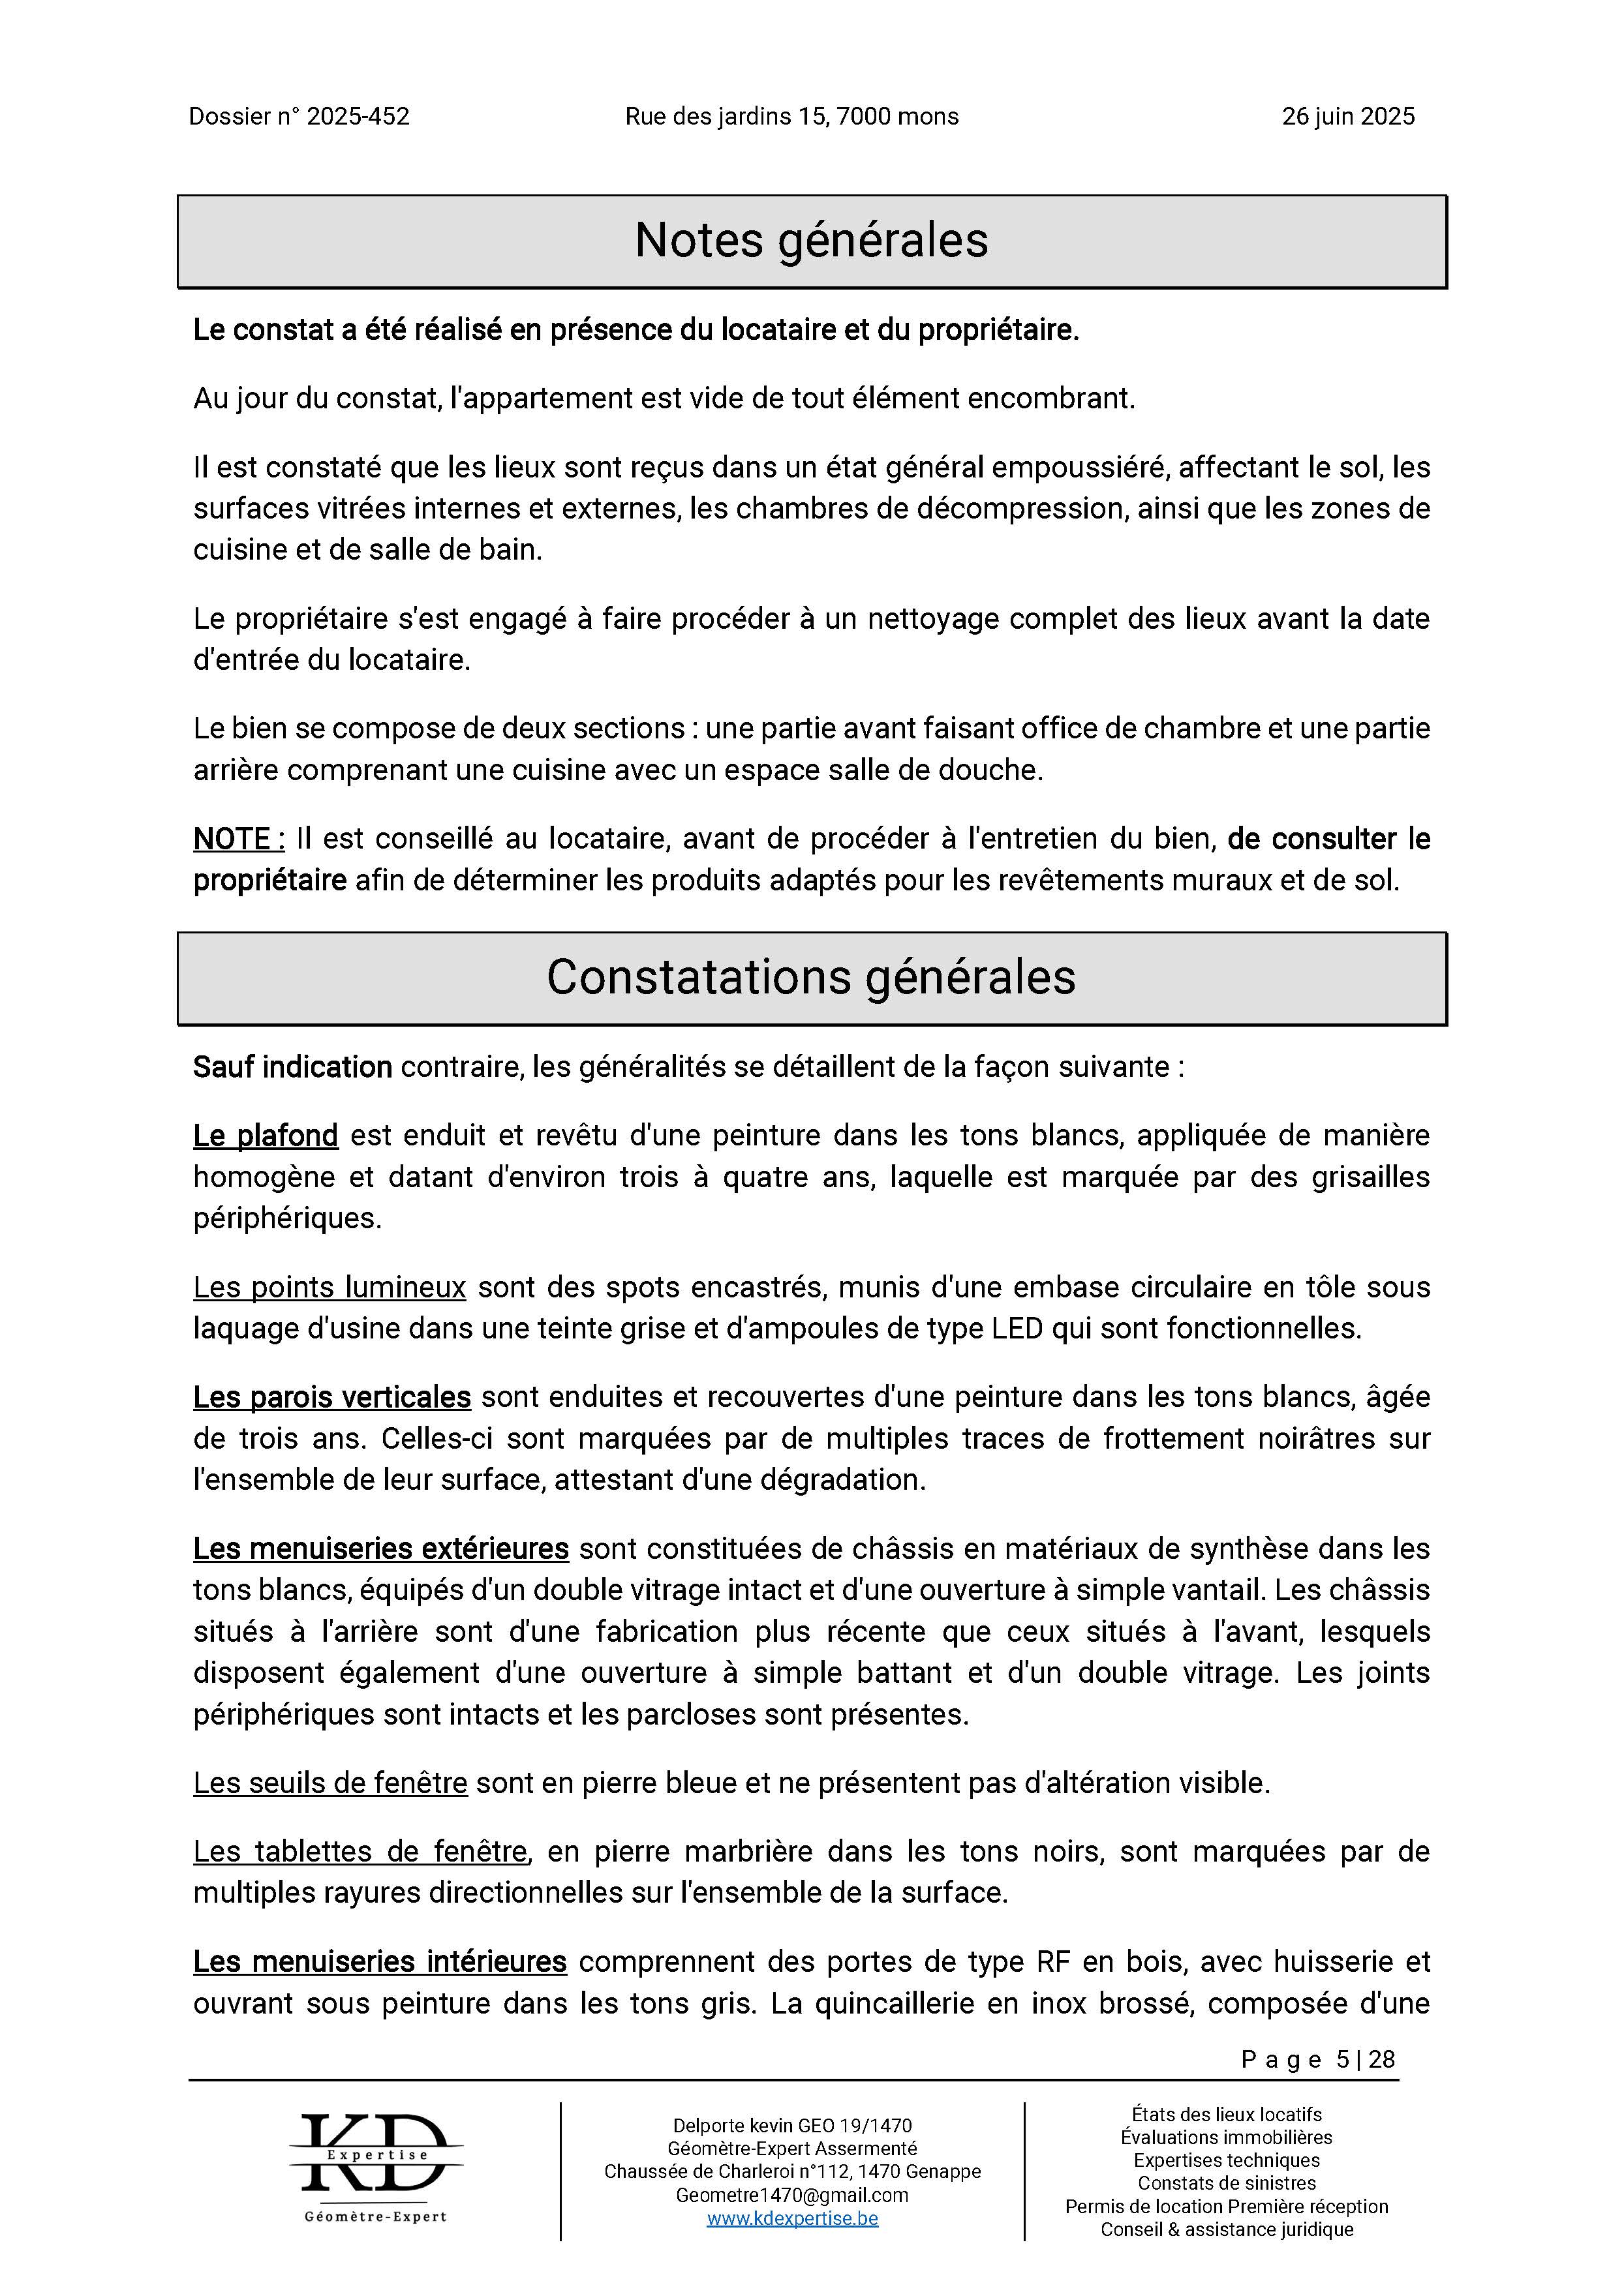 Dossier n° 2025-452 Rue des jardins 15, 7000 mons 26 juin 2025
Notes générales
Le constat a été réalisé en présence du locataire et du propriétaire.
Au jour du constat, l'appartement est vide de tout élément encombrant.
Il est constaté que les lieux sont reçus dans un état général empoussiéré, affectant le sol, les
surfaces vitrées internes et externes, les chambres de décompression, ainsi que les zones de
cuisine et de salle de bain.
Le propriétaire s'est engagé à faire procéder à un nettoyage complet des lieux avant la date
d'entrée du locataire.
Le bien se compose de deux sections : une partie avant faisant office de chambre et une partie
arrière comprenant une cuisine avec un espace salle de douche.
NOTE : Il est conseillé au locataire, avant de procéder à l'entretien du bien, de consulter le
propriétaire afin de déterminer les produits adaptés pour les revêtements muraux et de sol.
Constatations générales
Sauf indication contraire, les généralités se détaillent de la façon suivante :
Le plafond est enduit et revêtu d'une peinture dans les tons blancs, appliquée de manière
homogène et datant d'environ trois à quatre ans, laquelle est marquée par des grisailles
périphériques.
Les points lumineux sont des spots encastrés, munis d'une embase circulaire en tôle sous
laquage d'usine dans une teinte grise et d'ampoules de type LED qui sont fonctionnelles.
Les parois verticales sont enduites et recouvertes d'une peinture dans les tons blancs, âgée
de trois ans. Celles-ci sont marquées par de multiples traces de frottement noirâtres sur
l'ensemble de leur surface, attestant d'une dégradation.
Les menuiseries extérieures sont constituées de châssis en matériaux de synthèse dans les
tons blancs, équipés d'un double vitrage intact et d'une ouverture à simple vantail. Les châssis
situés à l'arrière sont d'une fabrication plus récente que ceux situés à l'avant, lesquels
disposent également d'une ouverture à simple battant et d'un double vitrage. Les joints
périphériques sont intacts et les parcloses sont présentes.
Les seuils de fenêtre sont en pierre bleue et ne présentent pas d'altération visible.
Les tablettes de fenêtre, en pierre marbrière dans les tons noirs, sont marquées par de
multiples rayures directionnelles sur l'ensemble de la surface.
Les menuiseries intérieures comprennent des portes de type RF en bois, avec huisserie et
ouvrant sous peinture dans les tons gris. La quincaillerie en inox brossé, composée d'une
Page 5 | 28
KD
Expertise
Géomètre-Expert
Delporte kevin GEO 19/1470
Géomètre-Expert Assermenté
Chaussée de Charleroi n°112, 1470 Genappe
Geometre1470@gmail.com
www.kdexpertise.be
États des lieux locatifs
Évaluations immobilières
Expertises techniques
Constats de sinistres
Permis de location Première réception
Conseil & assistance juridique